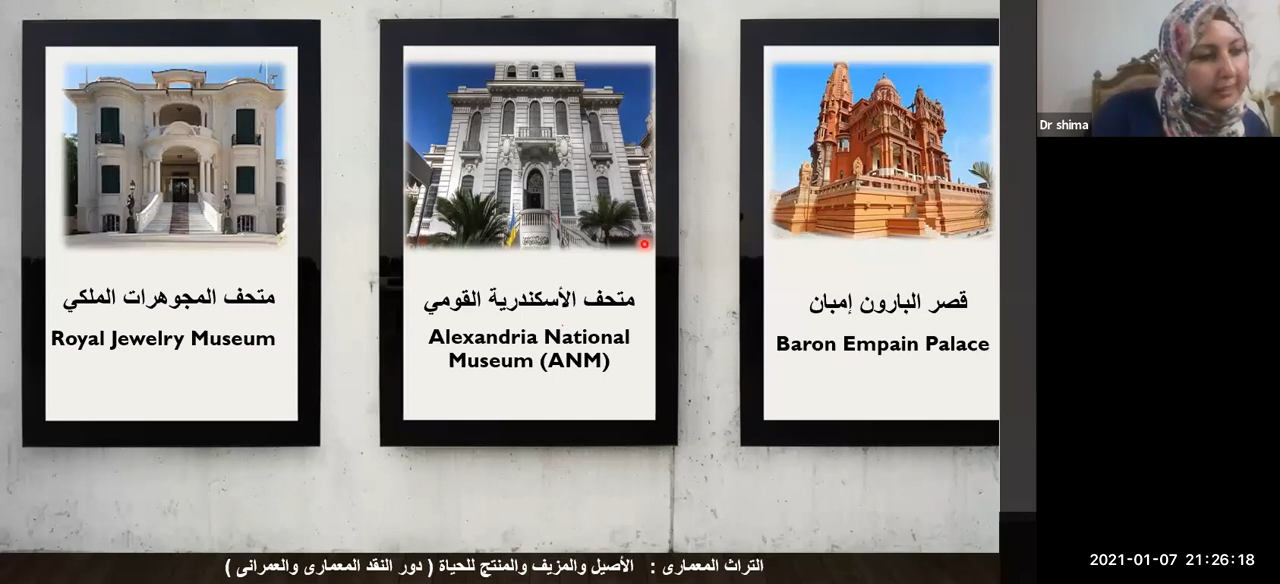 متحف المجوهرات الملكي
Royal Jewelry Museum
متحف الأسكندرية القومي
Alexandria National
Museum (ANM)
قصر البارون إمبان
Baron Empain Palace
Dr shima
التراث المعمارى : الأصيل والمزيف والمنتج للحياة ( دور النقد المعمارى والعمرانى )
2021-01-07 21:26:18